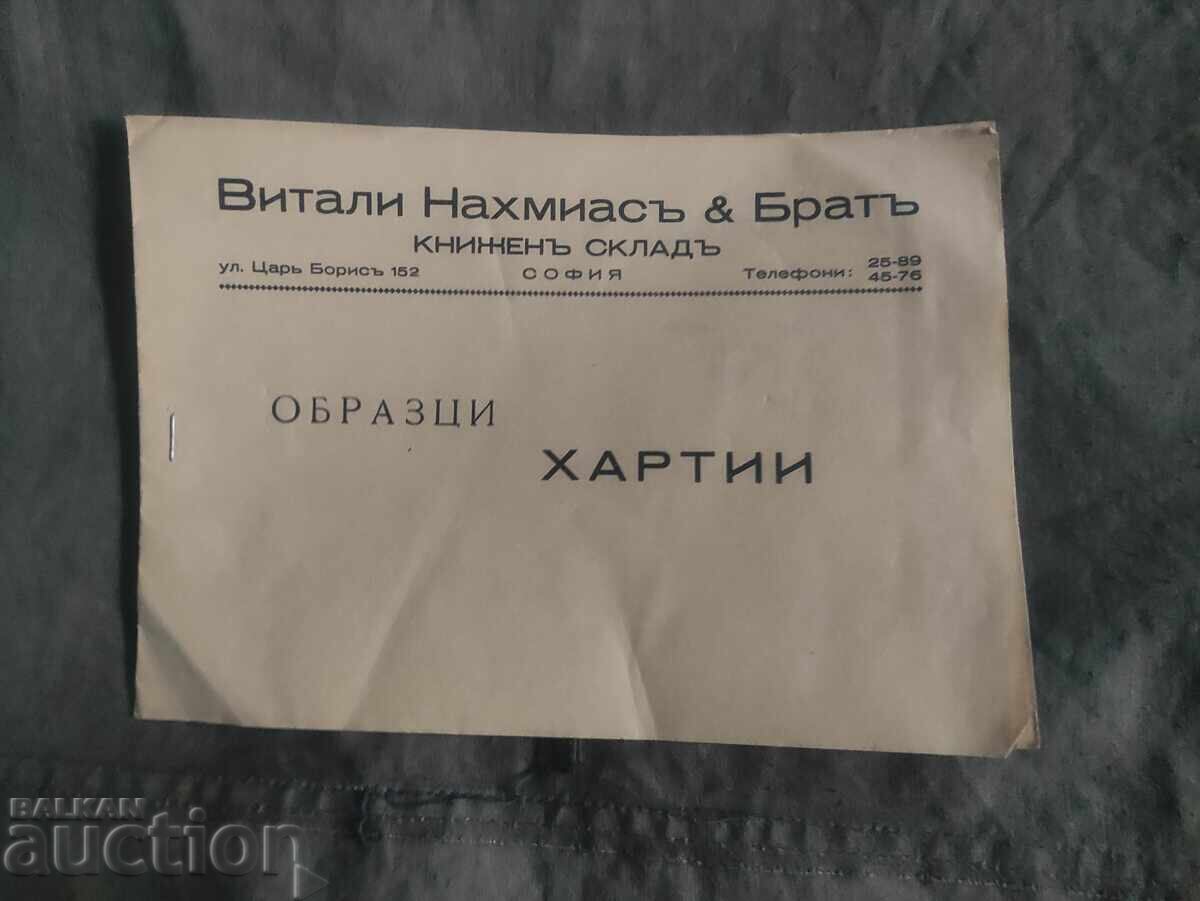 Витали Нахмиасъ & Братъ
книженъ складъ
ул. Царь Борисъ 152 СОФИЯ Телефони: 25-89 45-76
ОБРАЗЦИ
ХАРТИИ
BALKAN
auction